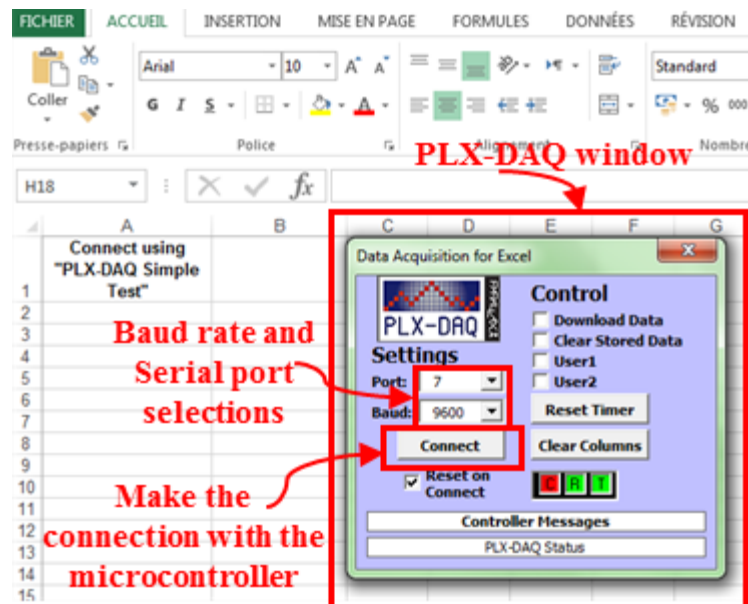 FICHIER ACCUEIL INSERTION MISE EN PAGE FORMULES DONNÉES RÉVISION
Coller
Arial 10 A A
Standard
G I S A % 000
Presse-papiers Police Alignement Nombre
PLX-DAQ window
H18 fx
A B C D E F G
1
2
3
4
5
6
7
8
9
10
11
12
13
14
15
Connect using
"PLX-DAQ Simple
Test"
Baud rate and
Serial port
selections
Make the
connection with the
microcontroller
Data Acquisition for Excel
PLX-DAQ
PARALLAX
Settings
Port: 7
Baud: 9600
Connect
Reset on
Connect
Control
Download Data
Clear Stored Data
User1
User2
Reset Timer
Clear Columns
C R T
Controller Messages
PLX-DAQ Status